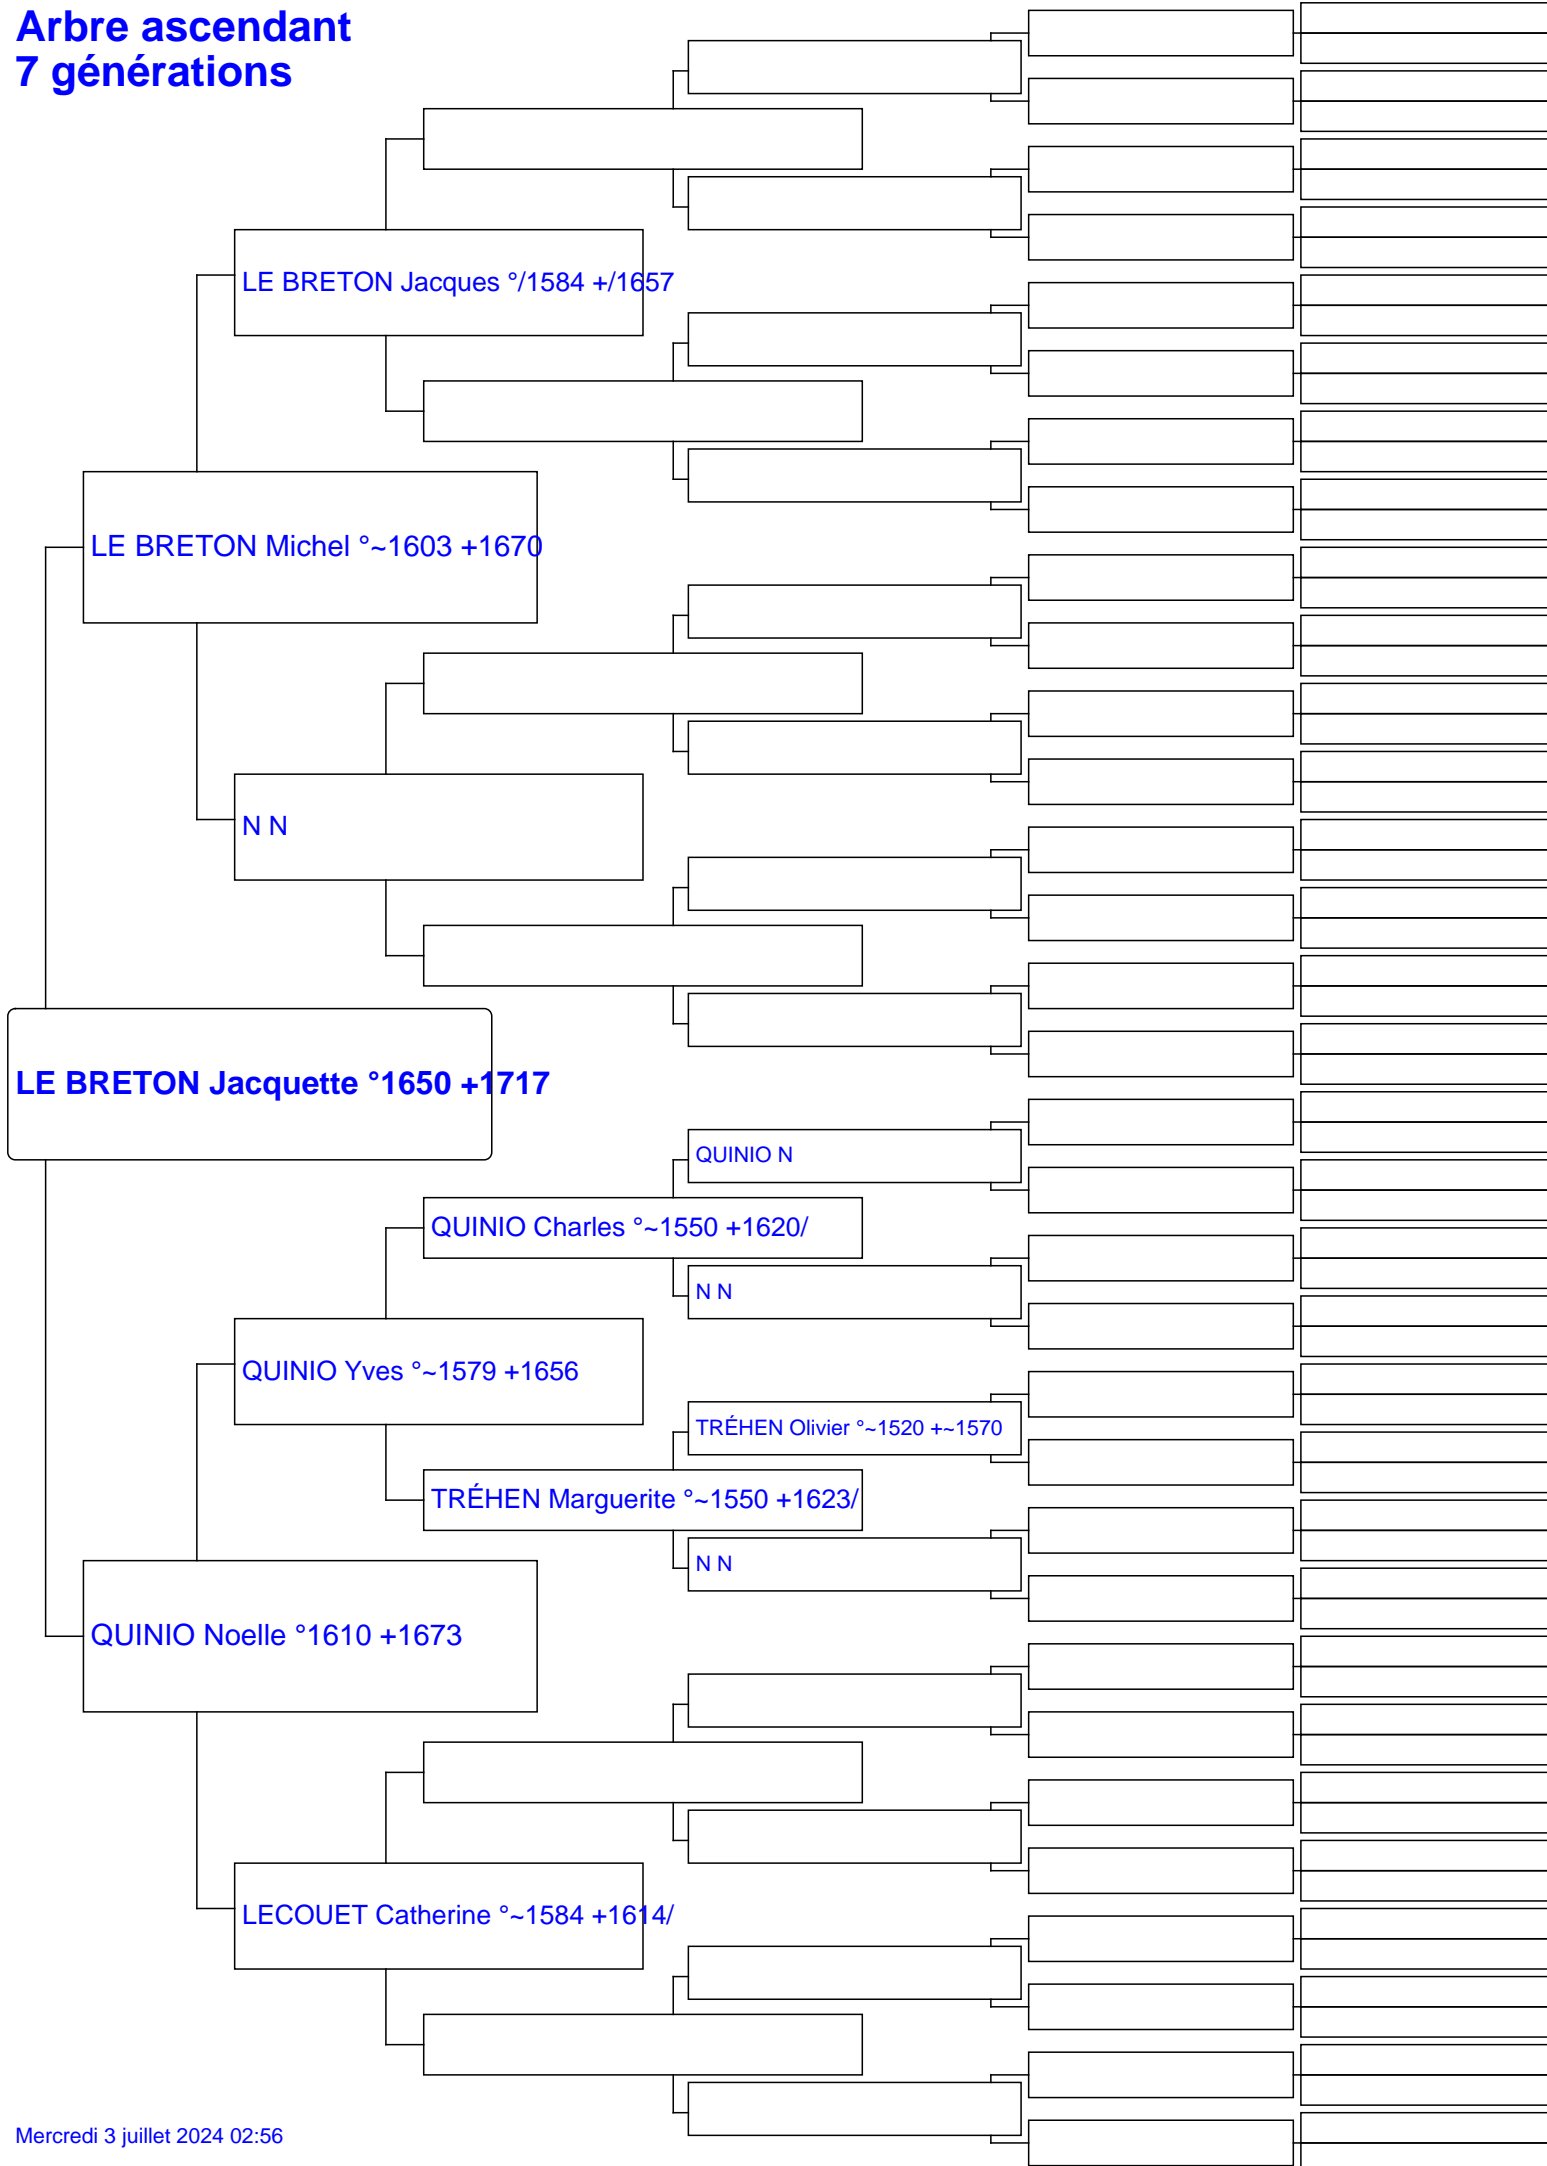 Arbre ascendant
7 générations
LE BRETON Jacques °/1584 +/1657
LE BRETON Michel °~1603 +1670
N N
LE BRETON Jacquette °1650 +1717
QUINIO N
QUINIO Charles °~1550 +1620/
N N
QUINIO Yves °~1579 +1656
TRÉHEN Olivier °~1520 +~1570
TRÉHEN Marguerite °~1550 +1623/
N N
QUINIO Noelle °1610 +1673
LECOUET Catherine °~1584 +1614/
Mercredi 3 juillet 2024 02:56